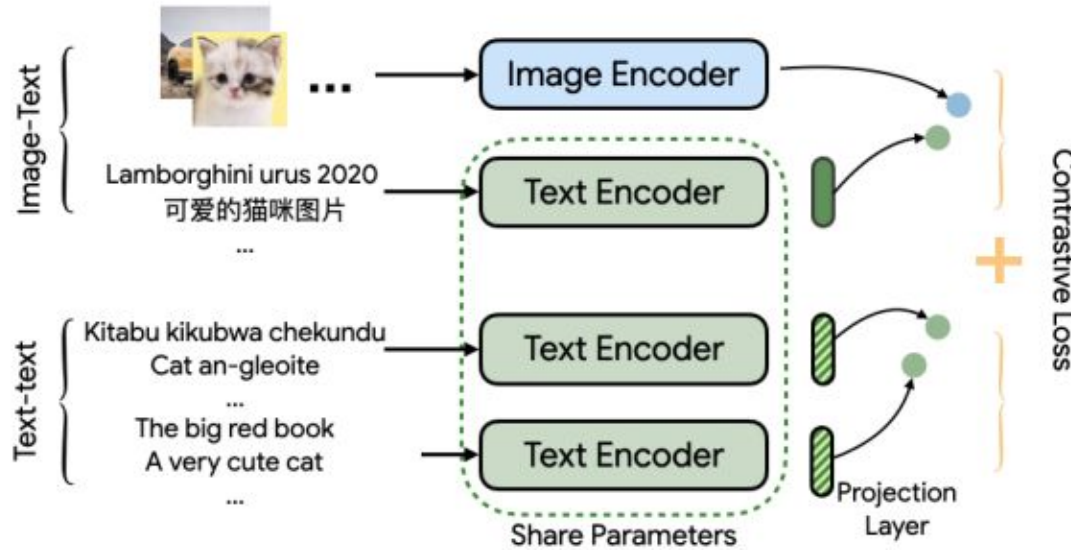 Image-Text
...
Image Encoder
Lamborghini urus 2020
可爱的猫咪图片
...
Text Encoder
Text-text
Kitabu kikubwa chekundu
Cat an-gleoite
...
Text Encoder
The big red book
A very cute cat
...
Text Encoder
Share Parameters
Projection
Layer
+
Contrastive Loss